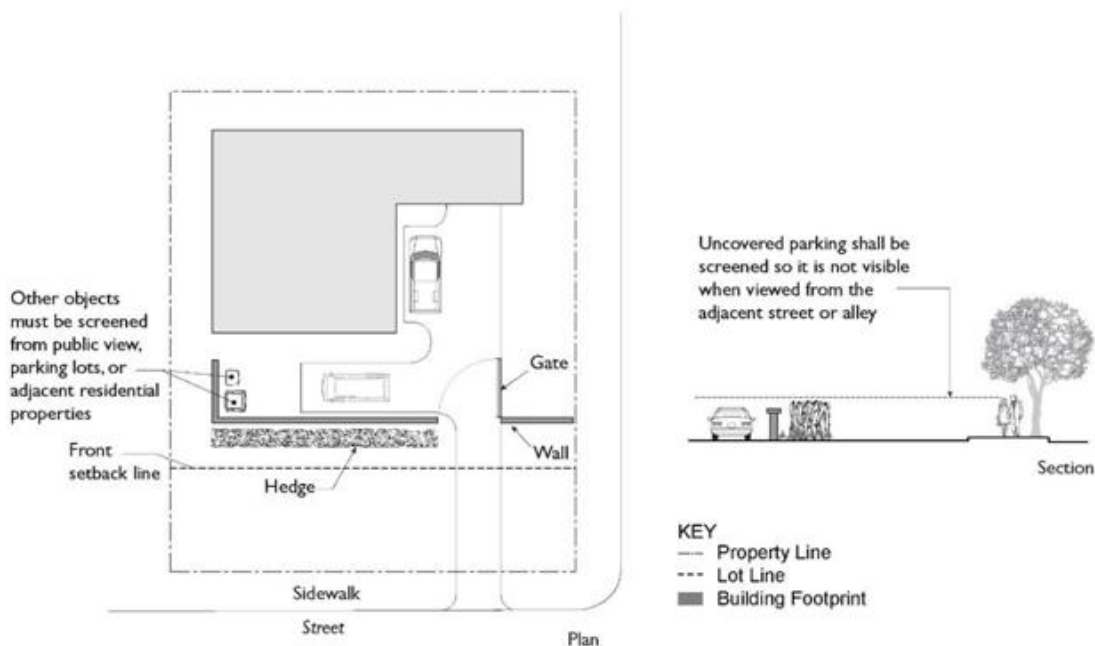 Other objects
must be screened
from public view,
parking lots, or
adjacent residential
properties
Front
setback line
Hedge
Gate
Wall
Sidewalk
Street
Plan
Uncovered parking shall be
screened so it is not visible
when viewed from the
adjacent street or alley
Section
KEY
Property Line
Lot Line
Building Footprint